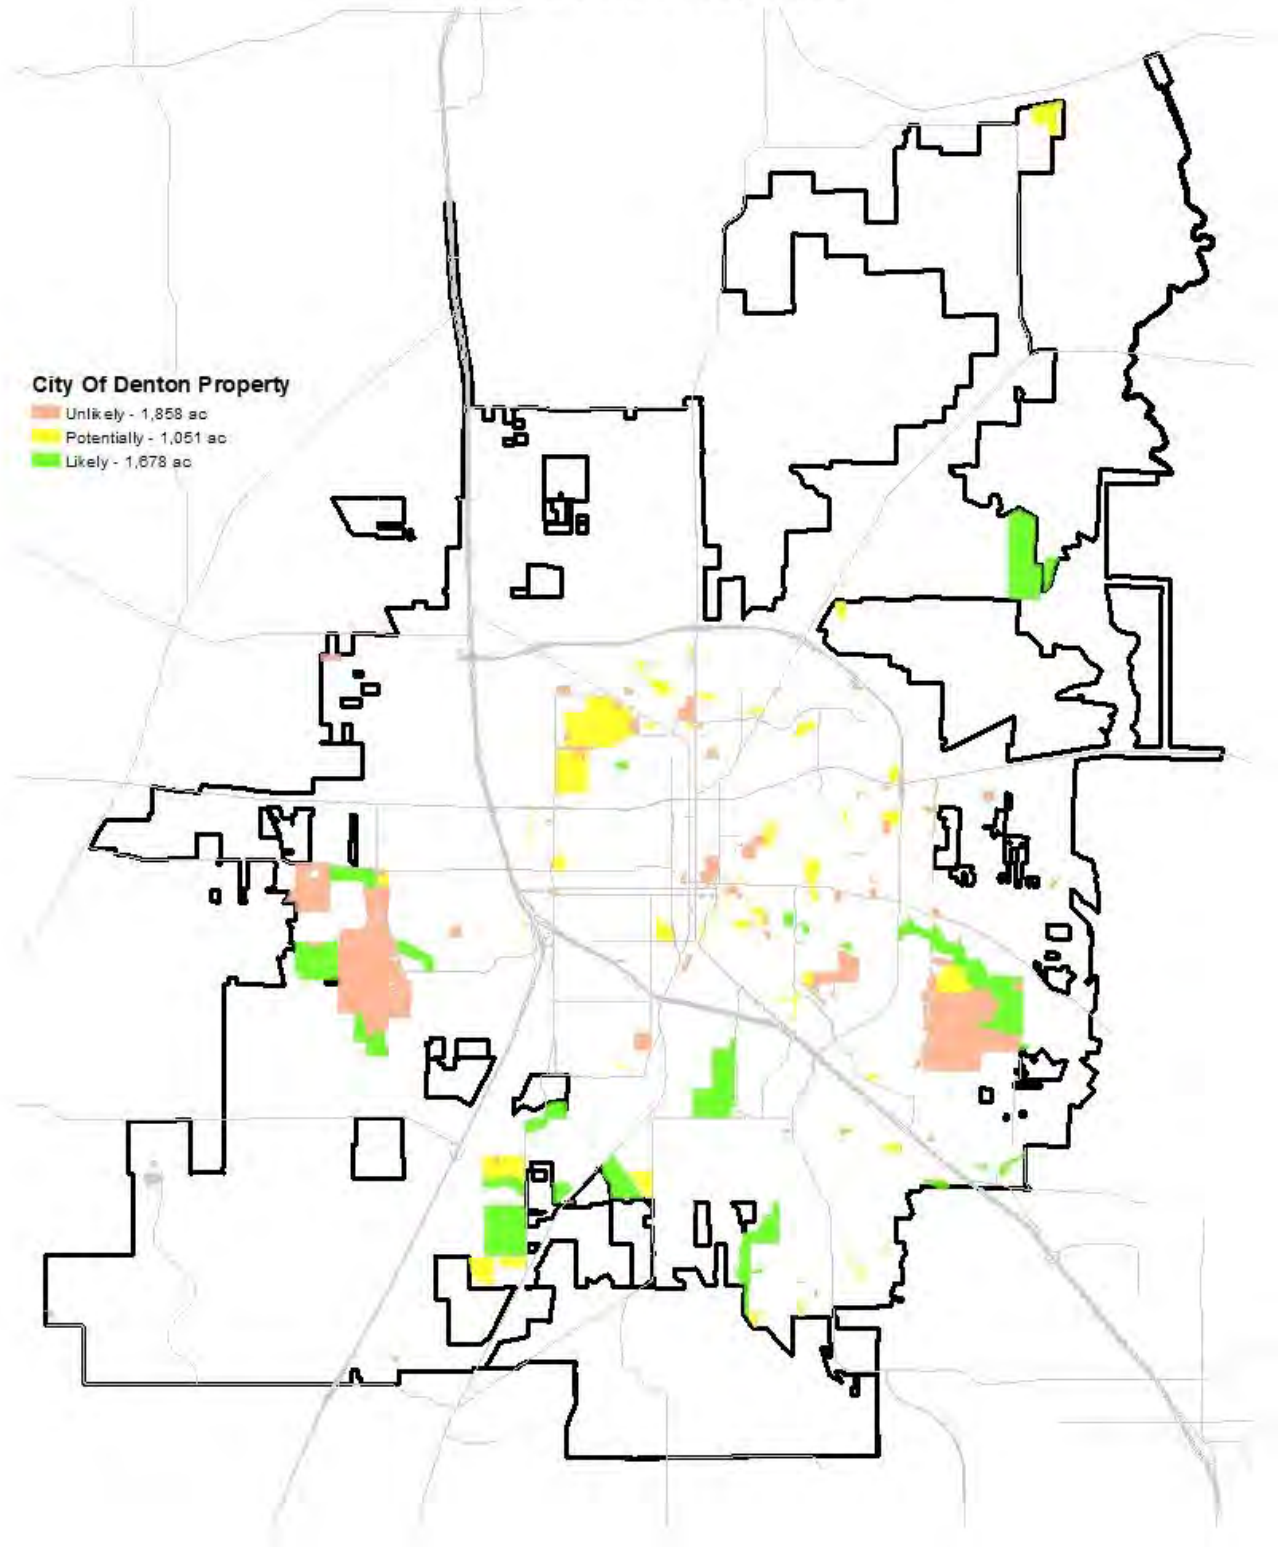 City Of Denton Property
Unlikely - 1,858 ac
Potentially - 1,051 ac
Likely - 1,678 ac